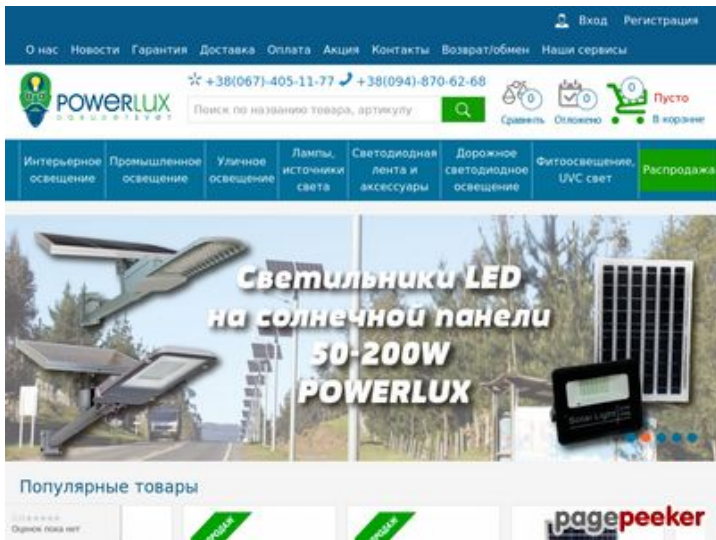 Вход Регистрация
О нас Новости Гарантия Доставка Оплата Акция Контакты Возврат/обмен Наши сервисы
POWERLUX
+38(067)-405-11-77 +38(094)-870-62-68
Поиск по названию товара, артикулу
0 0 0
Сравнить Отложено
Пусто
В корзине
Интерьерное освещение
Промышленное освещение
Уличное освещение
Лампы, источники света
Светодиодная лента и аксессуары
Дорожное светодиодное освещение
Фитоосвещение, UVC свет
Распродажа
Светильники LED
на солнечной панели
50-200W
POWERLUX
Solar Light
Популярные товары
Оценок пока нет
pagepeeker